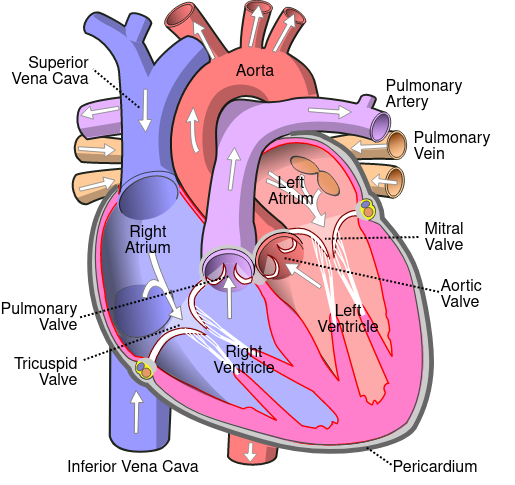 Superior
Vena Cava
Aorta
Pulmonary
Artery
Pulmonary
Vein
Left
Atrium
Right
Atrium
Mitral
Valve
Aortic
Valve
Pulmonary
Valve
Left
Ventricle
Tricuspid
Valve
Right
Ventricle
Inferior Vena Cava
Pericardium